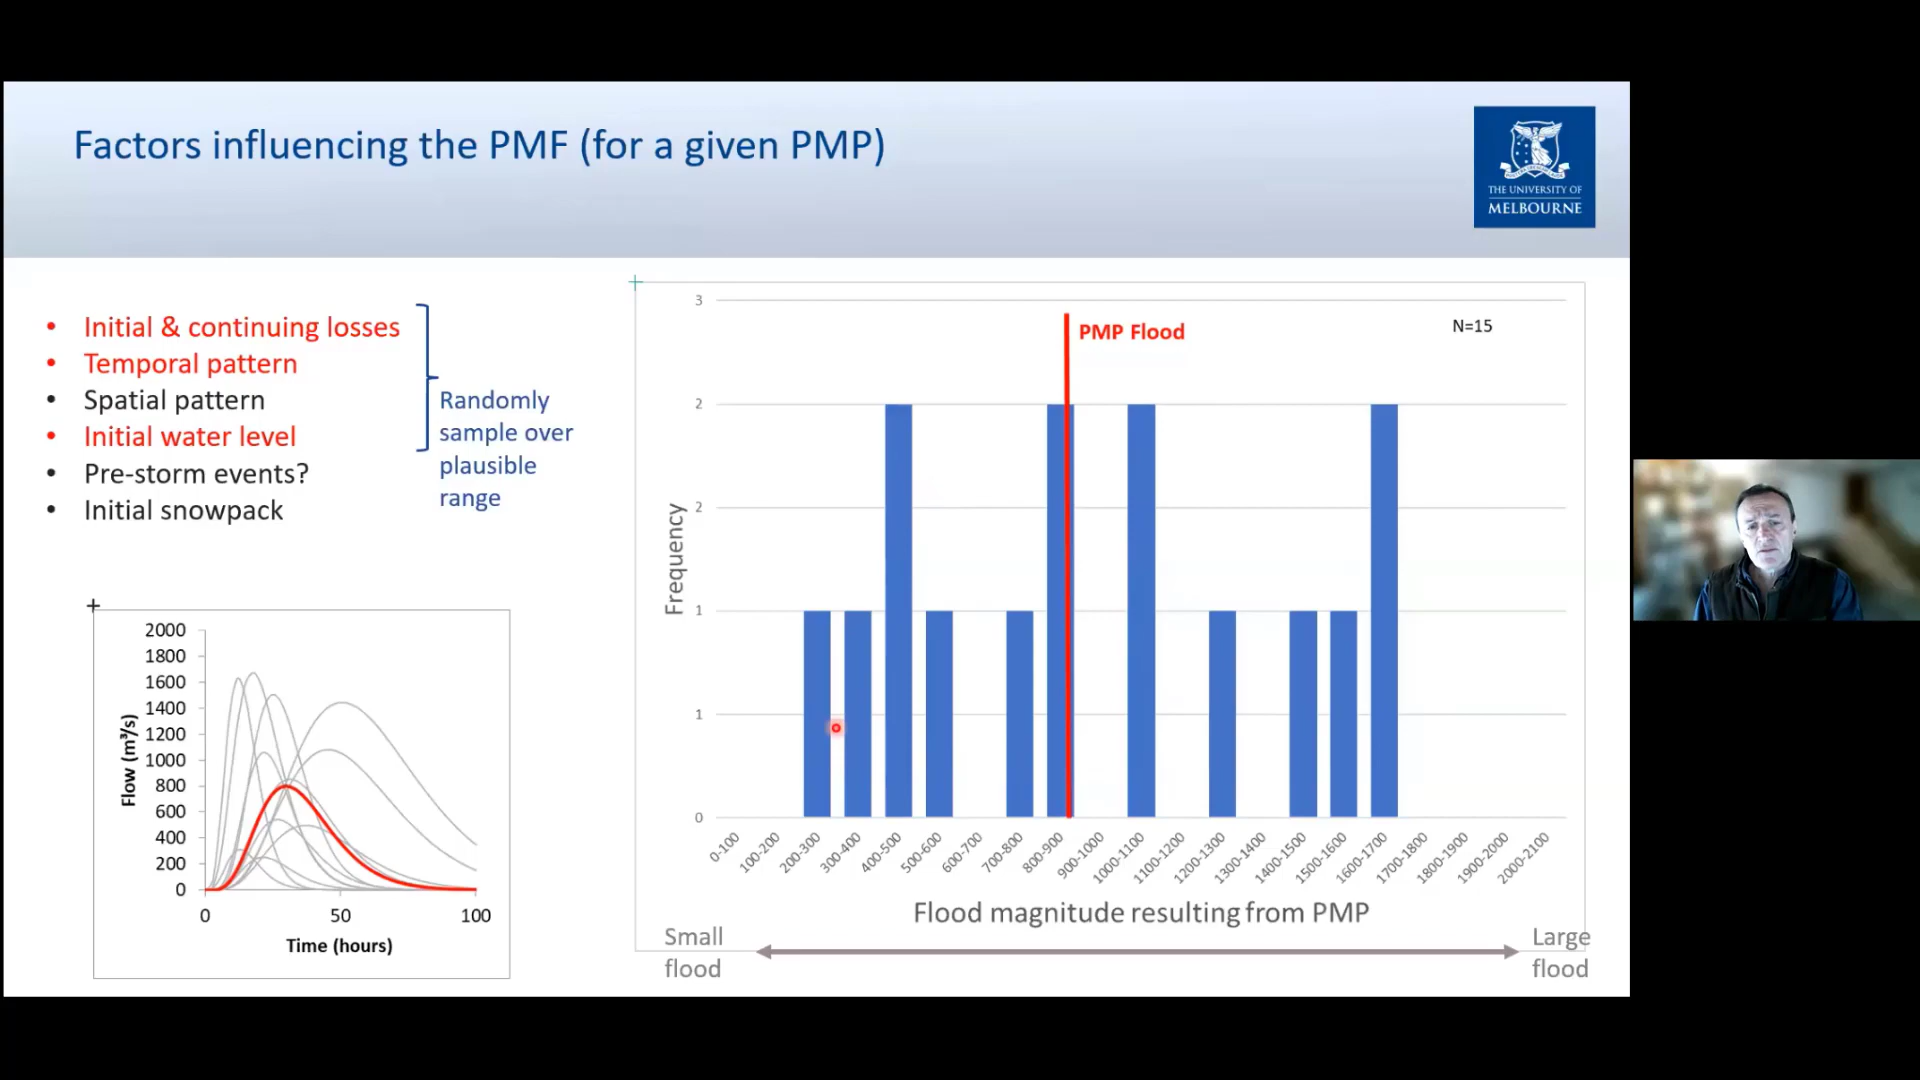 Factors influencing the PMF (for a given PMP)
THE UNIVERSITY OF
MELBOURNE
• Initial & continuing losses
• Temporal pattern
• Spatial pattern
• Initial water level
• Pre-storm events?
• Initial snowpack
Randomly
sample over
plausible
range
2000
1800
1600
1400
1200
1000
800
600
400
200
0
Flow (m³/s)
0 50 100
Time (hours)
3
2
2
1
1
0
Frequency
PMP Flood
N=15
0-100 100-200 200-300 300-400 400-500 500-600 600-700 700-800 800-900 900-1000 1000-1100 1100-1200 1200-1300 1300-1400 1400-1500 1500-1600 1600-1700 1700-1800 1800-1900 1900-2000 2000-2100
Flood magnitude resulting from PMP
Small
flood
Large
flood